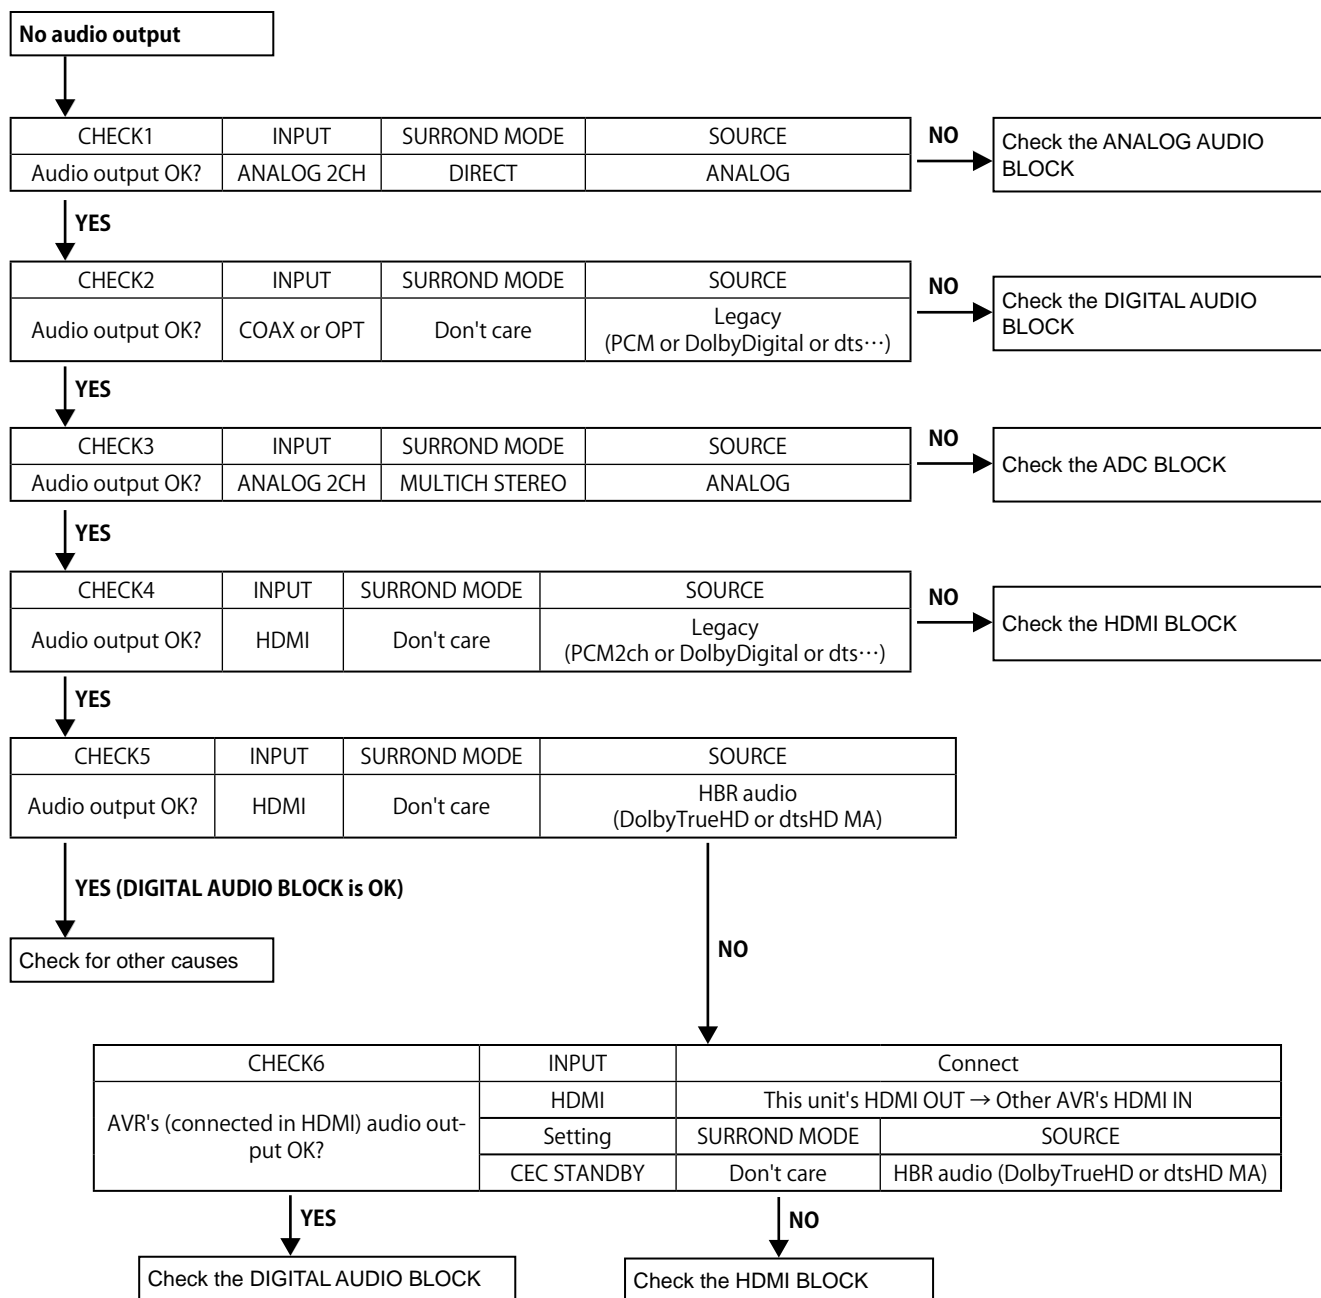 No audio output
CHECK1 INPUT SURROND MODE SOURCE
Audio output OK? ANALOG 2CH DIRECT ANALOG
NO
Check the ANALOG AUDIO
BLOCK
YES
CHECK2 INPUT SURROND MODE SOURCE
Audio output OK? COAX or OPT Don't care Legacy
(PCM or DolbyDigital or dts⋯)
NO
Check the DIGITAL AUDIO
BLOCK
YES
CHECK3 INPUT SURROND MODE SOURCE
Audio output OK? ANALOG 2CH MULTICH STEREO ANALOG
NO
Check the ADC BLOCK
YES
CHECK4 INPUT SURROND MODE SOURCE
Audio output OK? HDMI Don't care Legacy
(PCM2ch or DolbyDigital or dts⋯)
NO
Check the HDMI BLOCK
YES
CHECK5 INPUT SURROND MODE SOURCE
Audio output OK? HDMI Don't care HBR audio
(DolbyTrueHD or dtsHD MA)
YES (DIGITAL AUDIO BLOCK is OK)
Check for other causes
NO
CHECK6 INPUT Connect
AVR's (connected in HDMI) audio out-
put OK?
HDMI This unit's HDMI OUT → Other AVR's HDMI IN
Setting SURROND MODE SOURCE
CEC STANDBY Don't care HBR audio (DolbyTrueHD or dtsHD MA)
YES
Check the DIGITAL AUDIO BLOCK
NO
Check the HDMI BLOCK